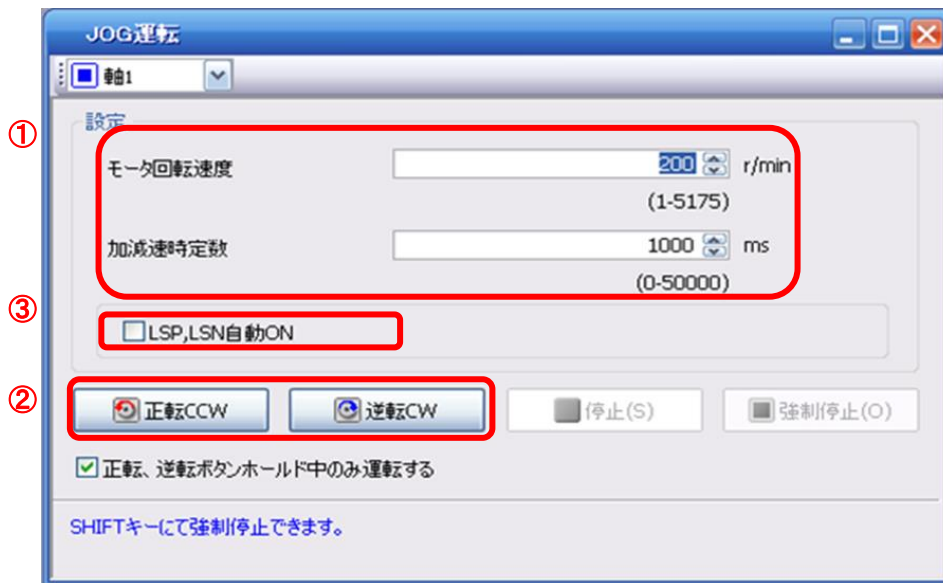 JOG運転
軸1
①
設定
モータ回転速度 200 r/min
(1-5175)
加減速時定数 1000 ms
(0-50000)
③
LSP,LSN自動ON
②
正転CCW 逆転CW 停止(S) 強制停止(O)
正転、逆転ボタンホールド中のみ運転する
SHIFTキーにて強制停止できます。